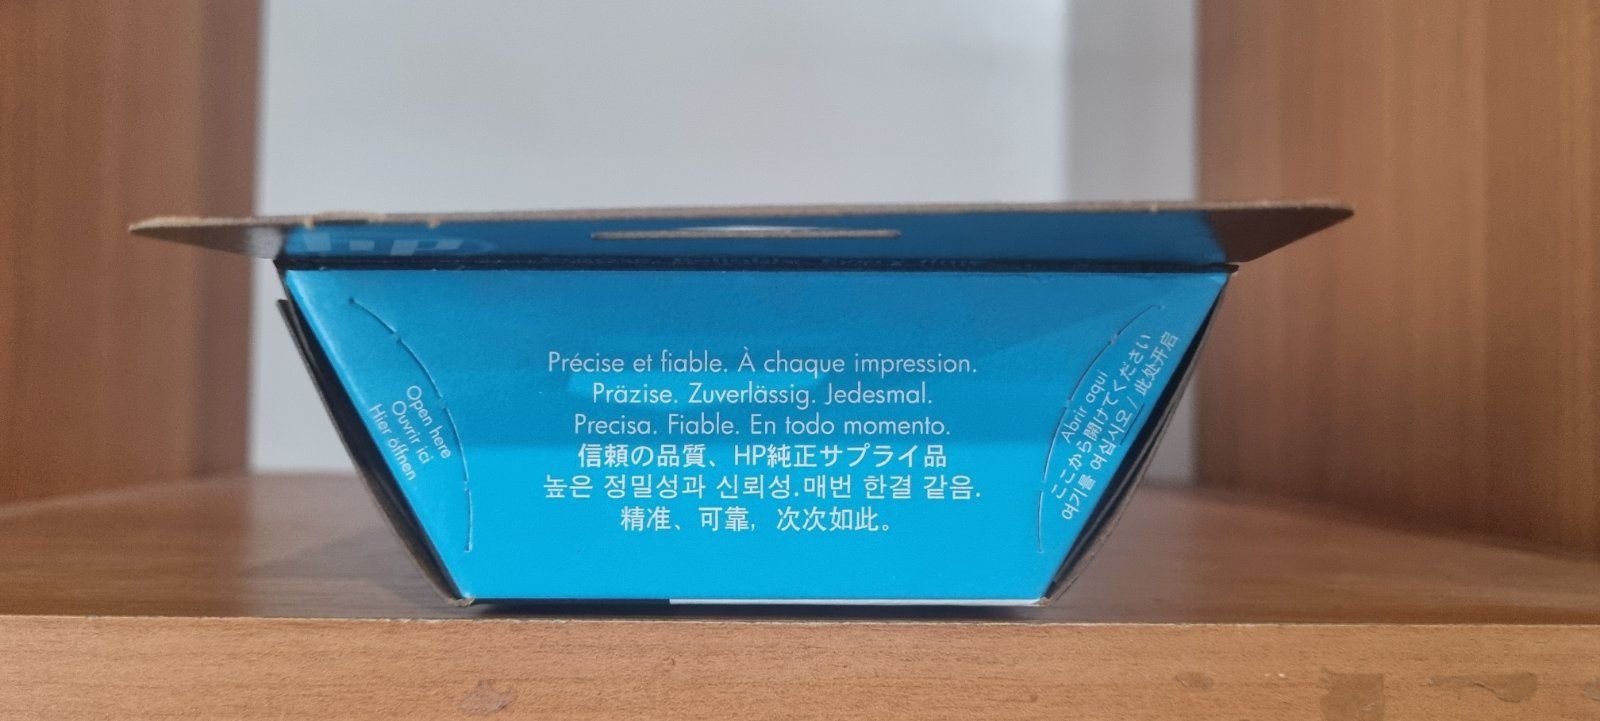 Précise et fiable. À chaque impression.
Präzise. Zuverlässig. Jedesmal.
Precisa. Fiable. En todo momento.
信頼の品質、HP純正サプライ品
높은 정밀성과 신뢰성.매번 한결 같음.
精准、可靠，次次如此。
Open here
Ouvrir ici
Hier öffnen
Abrir aqui
ここから開けてください
여기를 여십시오 / 此处开启